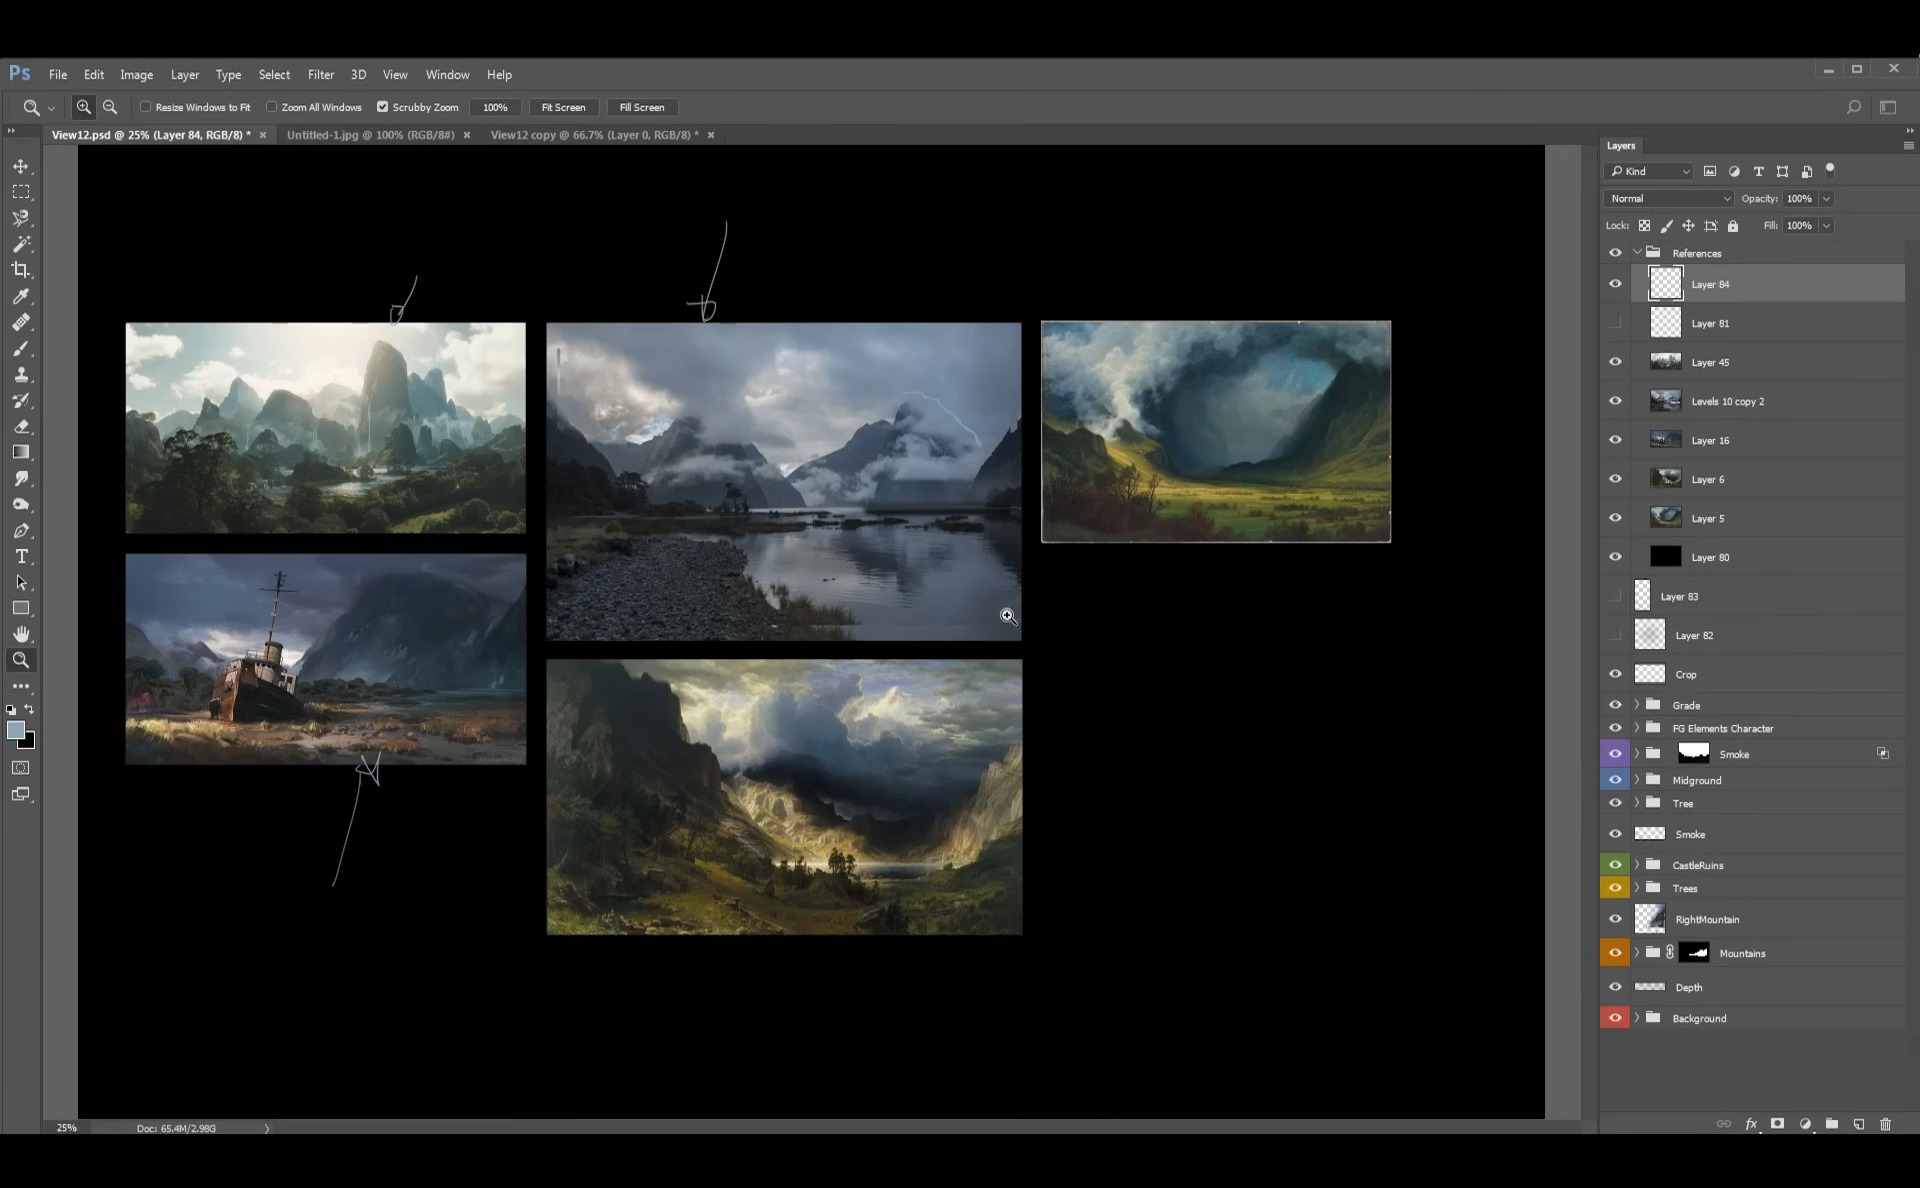 Ps File Edit Image Layer Type Select Filter 3D View Window Help
Resize Windows to Fit Zoom All Windows Scrubby Zoom 100% Fit Screen Fill Screen
View12.psd @ 25% (Layer 84, RGB/8) * × Untitled-1.jpg @ 100% (RGB/8#) × View12 copy @ 66.7% (Layer 0, RGB/8) * ×
Layers
Kind
Normal Opacity: 100%
Lock: Fill: 100%
References
Layer 84
Layer 81
Layer 45
Levels 10 copy 2
Layer 16
Layer 6
Layer 5
Layer 80
Layer 83
Layer 82
Crop
Grade
FG Elements Character
Smoke
Midground
Tree
Smoke
CastleRuins
Trees
RightMountain
Mountains
Depth
Background
25% Doc: 65.4M/2.98G